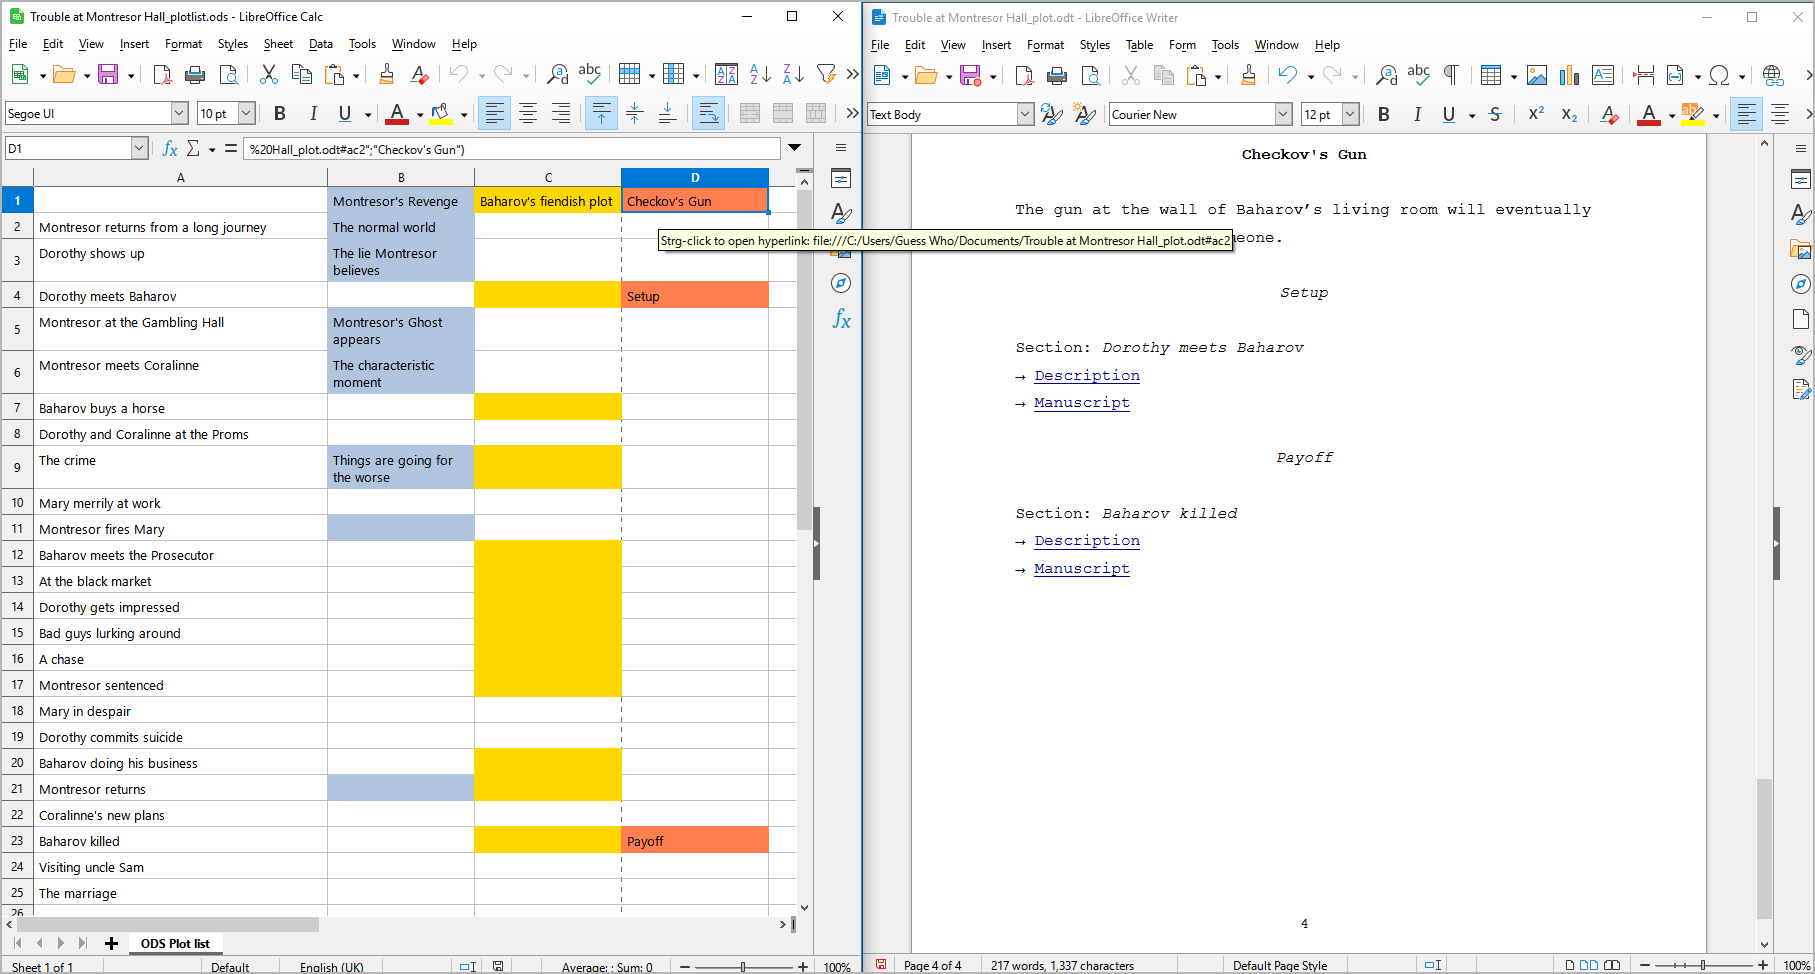 Trouble at Montresor Hall_plotlist.ods - LibreOffice Calc
File Edit View Insert Format Styles Sheet Data Tools Window Help
Segoe UI 10 pt B I U A
D1 fx Σ = %20Hall_plot.odt#ac2";"Checkov's Gun")
A B C D
1 Montresor's Revenge Baharov's fiendish plot Checkov's Gun
2 Montresor returns from a long journey The normal world
3 Dorothy shows up The lie Montresor
believes
4 Dorothy meets Baharov Setup
5 Montresor at the Gambling Hall Montresor's Ghost
appears
6 Montresor meets Coralinne The characteristic
moment
7 Baharov buys a horse
8 Dorothy and Coralinne at the Proms
9 The crime Things are going for
the worse
10 Mary merrily at work
11 Montresor fires Mary
12 Baharov meets the Prosecutor
13 At the black market
14 Dorothy gets impressed
15 Bad guys lurking around
16 A chase
17 Montresor sentenced
18 Mary in despair
19 Dorothy commits suicide
20 Baharov doing his business
21 Montresor returns
22 Coralinne's new plans
23 Baharov killed Payoff
24 Visiting uncle Sam
25 The marriage
26
ODS Plot list
Sheet 1 of 1 Default English (UK) Average: ; Sum: 0 100%
Strg-click to open hyperlink: file:///C:/Users/Guess Who/Documents/Trouble at Montresor Hall_plot.odt#ac2
Trouble at Montresor Hall_plot.odt - LibreOffice Writer
File Edit View Insert Format Styles Table Form Tools Window Help
Text Body Courier New 12 pt B I U S X² X₂ A
Checkov's Gun
The gun at the wall of Baharov’s living room will eventually
eone.
Setup
Section: Dorothy meets Baharov
→ Description
→ Manuscript
Payoff
Section: Baharov killed
→ Description
→ Manuscript
4
Page 4 of 4 217 words, 1,337 characters Default Page Style 100%